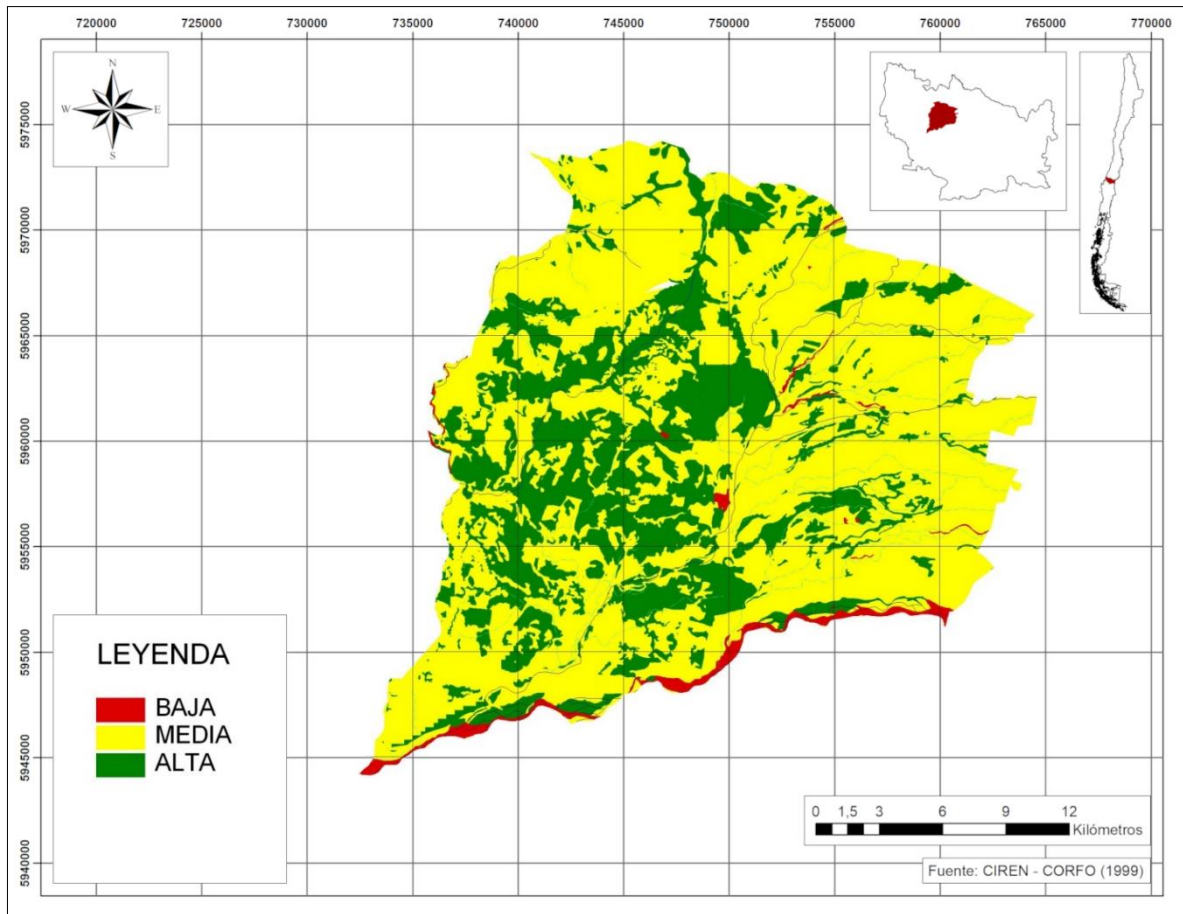 720000 725000 730000 735000 740000 745000 750000 755000 760000 765000 770000
N
W E
S
5975000
5970000
5965000
5960000
5955000
5950000
5945000
5940000
LEYENDA
BAJA
MEDIA
ALTA
0 1,5 3 6 9 12
Kilómetros
Fuente: CIREN - CORFO (1999)